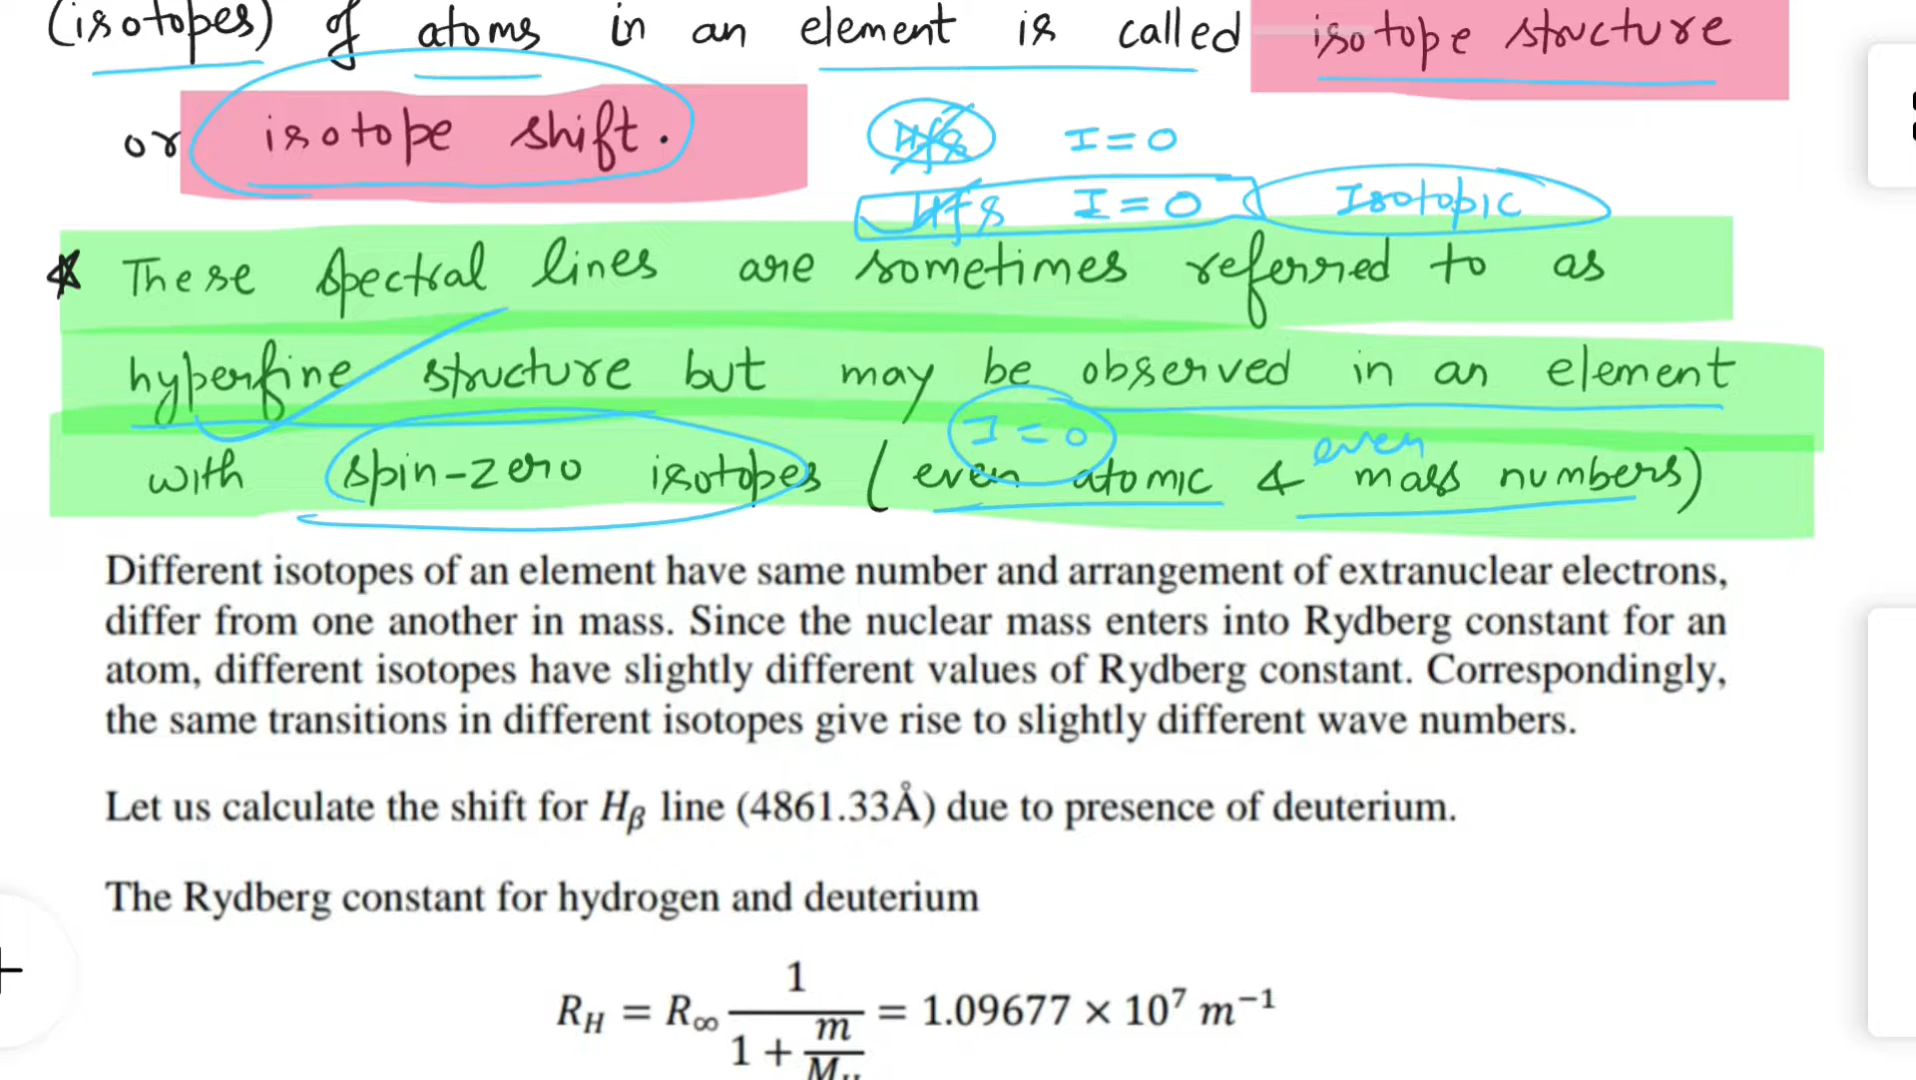 (isotopes) of atoms in an element is called isotope structure
or isotope shift.
Hfs I=0
Hfs I=0 Isotopic
* These spectral lines are sometimes referred to as
hyperfine structure but may be observed in an element
I=0 even
with spin-zero isotopes (even atomic & mass numbers)
Different isotopes of an element have same number and arrangement of extranuclear electrons,
differ from one another in mass. Since the nuclear mass enters into Rydberg constant for an
atom, different isotopes have slightly different values of Rydberg constant. Correspondingly,
the same transitions in different isotopes give rise to slightly different wave numbers.
Let us calculate the shift for Hβ line (4861.33Å) due to presence of deuterium.
The Rydberg constant for hydrogen and deuterium
R_H = R_∞ 1/(1 + m/M) = 1.09677 × 10⁷ m⁻¹